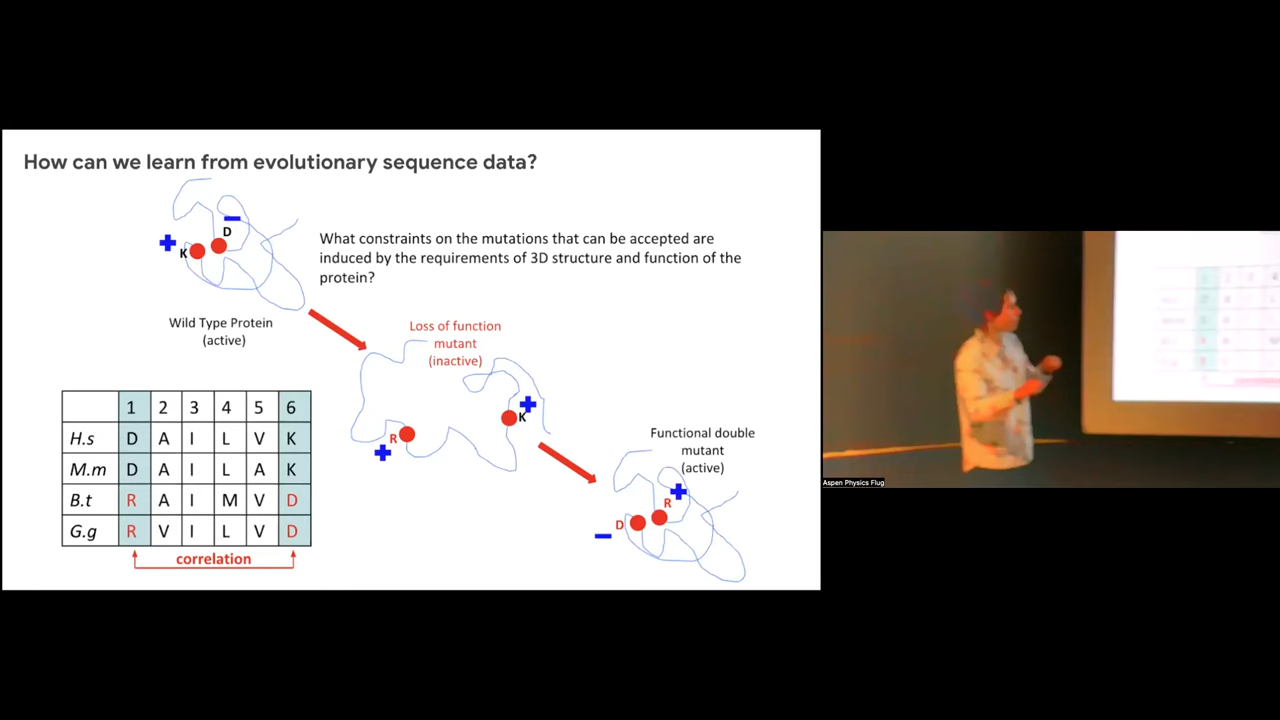 How can we learn from evolutionary sequence data?
D
K
What constraints on the mutations that can be accepted are
induced by the requirements of 3D structure and function of the
protein?
Wild Type Protein
(active)
Loss of function
mutant
(inactive)
R
K
Functional double
mutant
(active)
R
D
1 2 3 4 5 6
H.s D A I L V K
M.m D A I L A K
B.t R A I M V D
G.g R V I L V D
correlation
Aspen Physics Flug